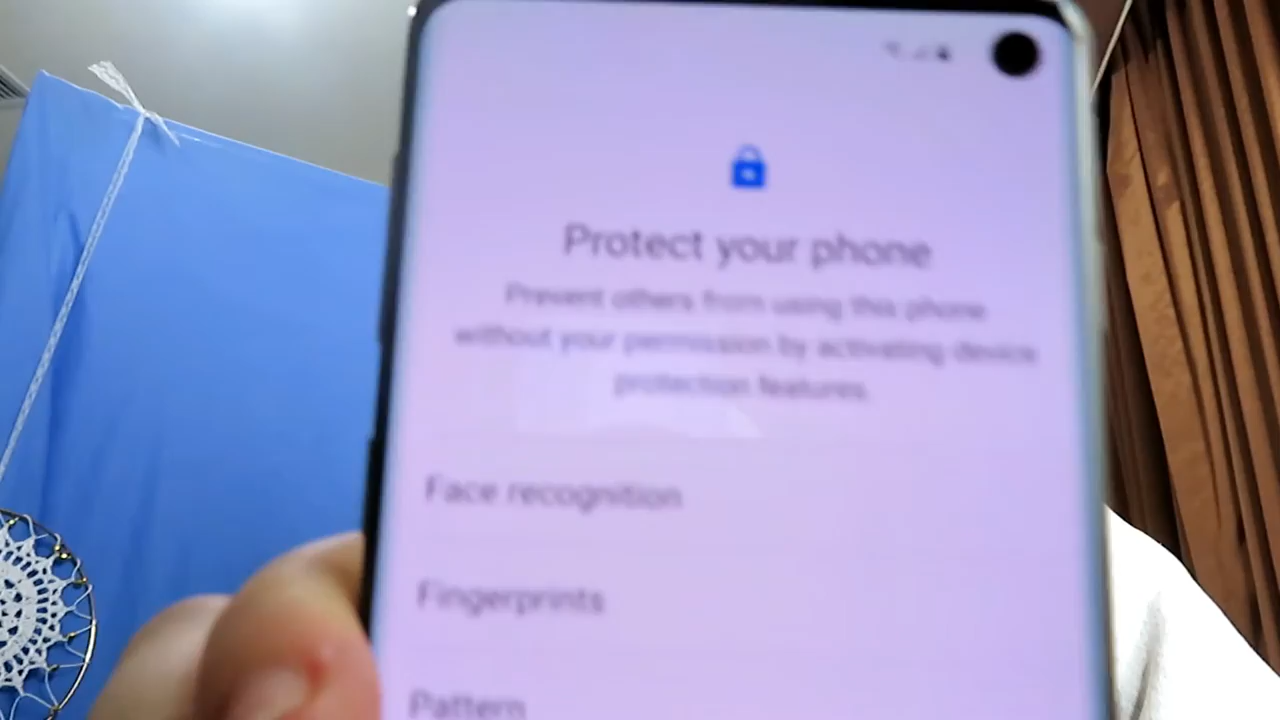 Protect your phone
Prevent others from using this phone
without your permission by activating device
protection features.
Face recognition
Fingerprints
Pattern